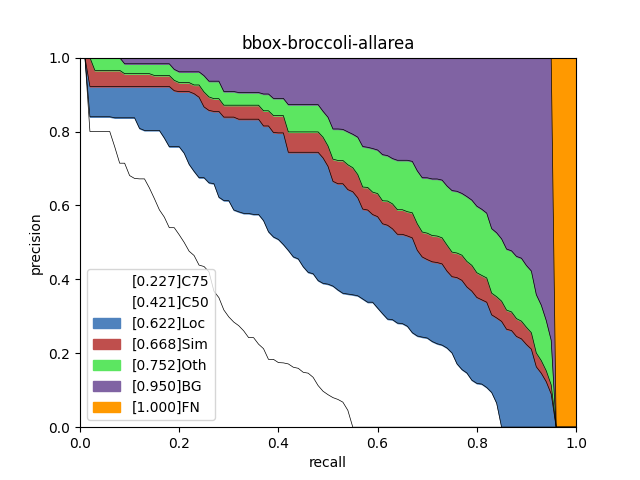 bbox-broccoli-allarea
1.0
0.8
0.6
0.4
0.2
0.0
precision
[0.227]C75
[0.421]C50
[0.622]Loc
[0.668]Sim
[0.752]Oth
[0.950]BG
[1.000]FN
0.0 0.2 0.4 0.6 0.8 1.0
recall